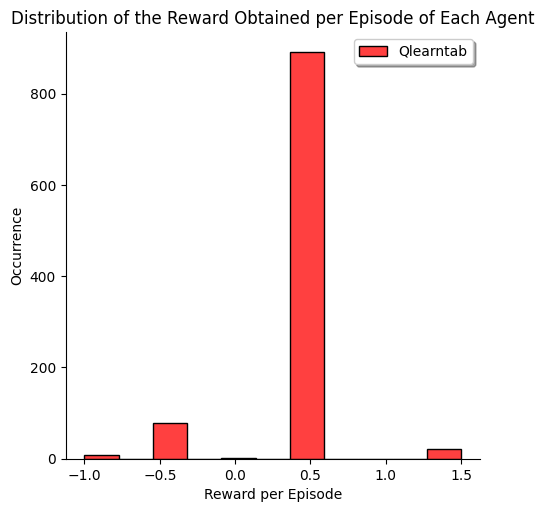 Distribution of the Reward Obtained per Episode of Each Agent
Qlearntab
800
600
400
200
0
Occurrence
−1.0 −0.5 0.0 0.5 1.0 1.5
Reward per Episode